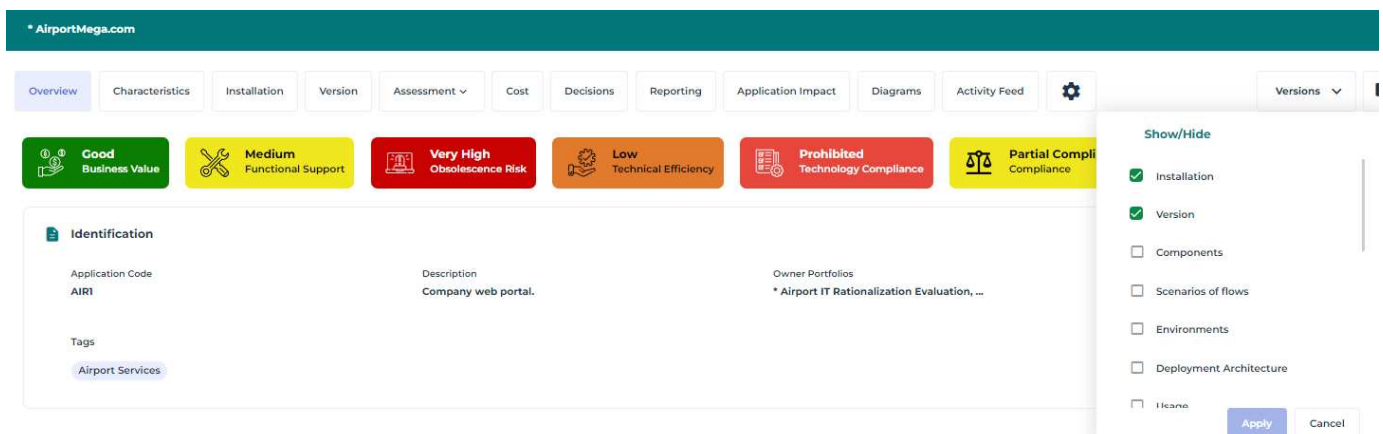 * AirportMega.com
Overview Characteristics Installation Version Assessment Cost Decisions Reporting Application Impact Diagrams Activity Feed Versions
Show/Hide
Good
Business Value
Medium
Functional Support
Very High
Obsolescence Risk
Low
Technical Efficiency
Prohibited
Technology Compliance
Partial Compli
Compliance
Installation
Version
Components
Scenarios of flows
Environments
Deployment Architecture
Usage
Apply Cancel
Identification
Application Code
AIR1
Description
Company web portal.
Owner Portfolios
* Airport IT Rationalization Evaluation, ...
Tags
Airport Services